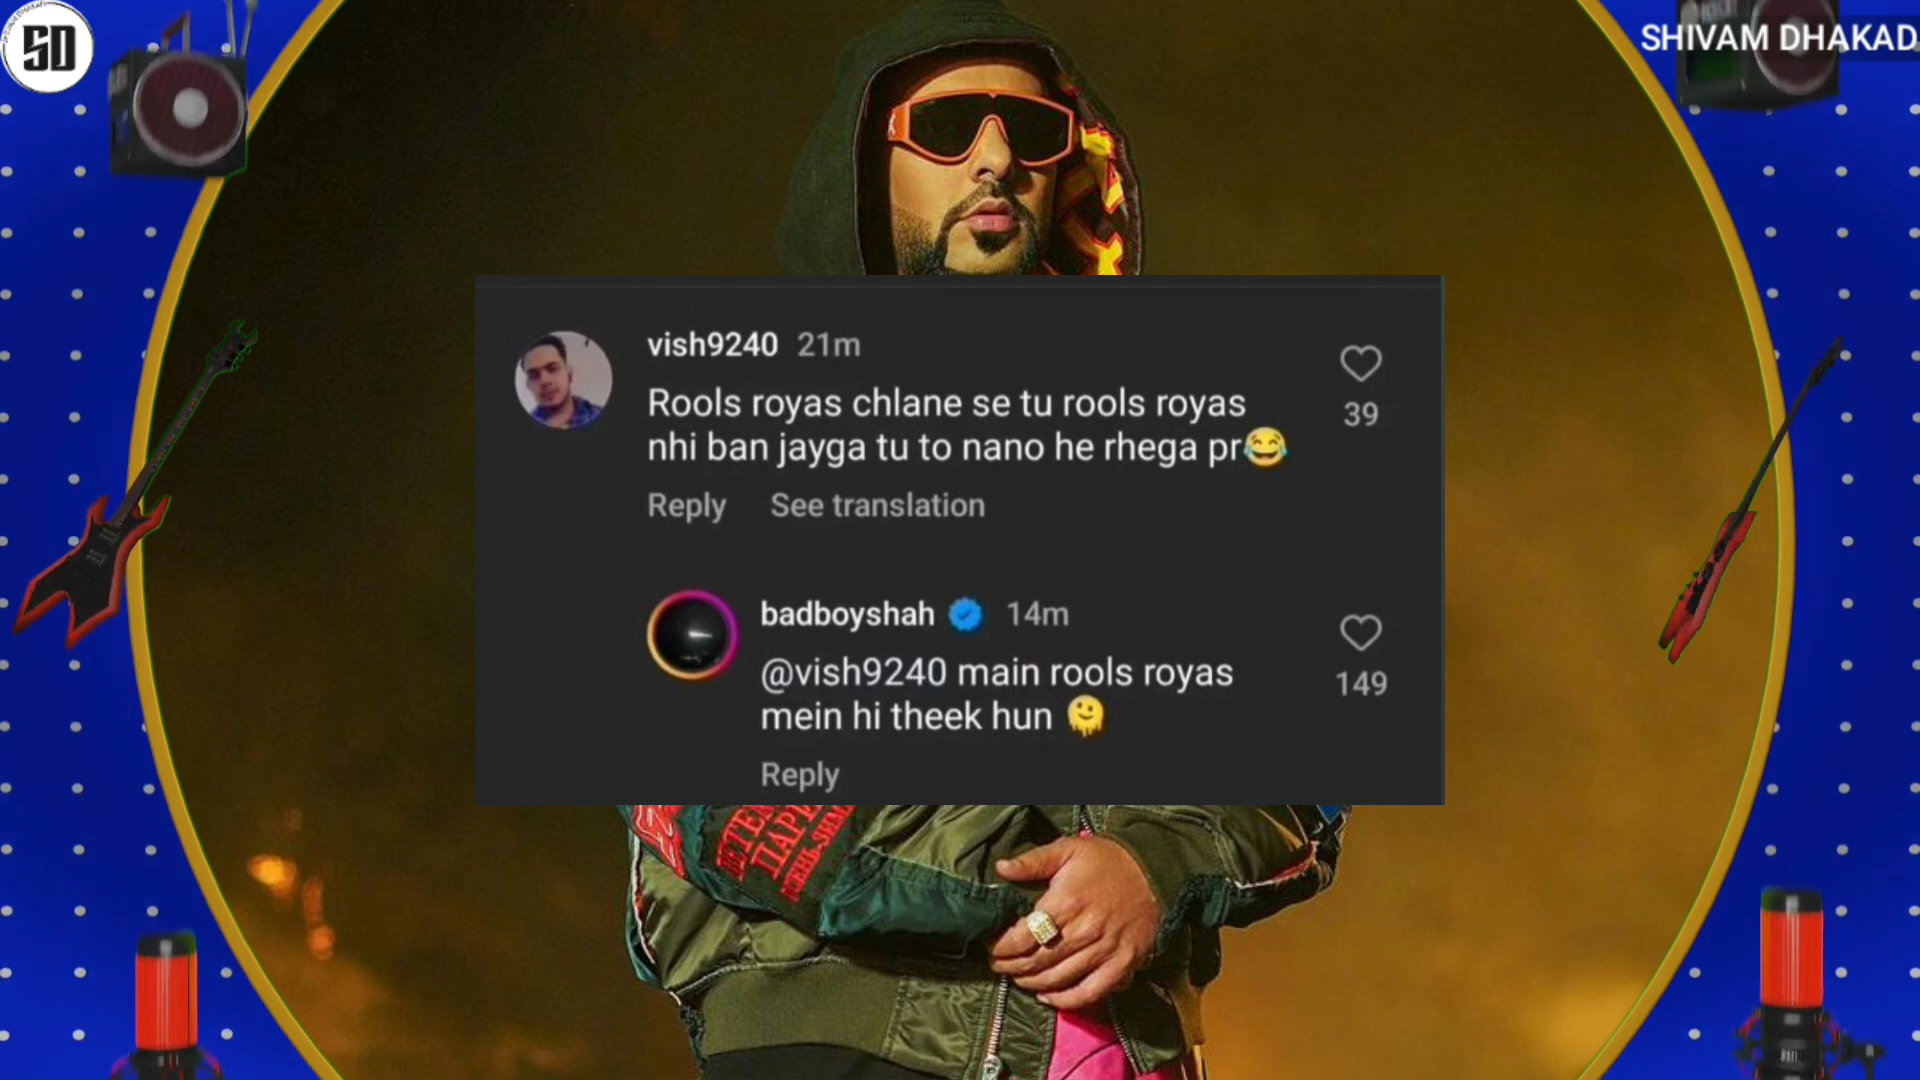 SD
SHIVAM DHAKAD
vish9240 21m
Rools royas chlane se tu rools royas
nhi ban jayga tu to nano he rhega pr😂
39
Reply See translation
badboyshah 14m
@vish9240 main rools royas
mein hi theek hun 🫠
149
Reply